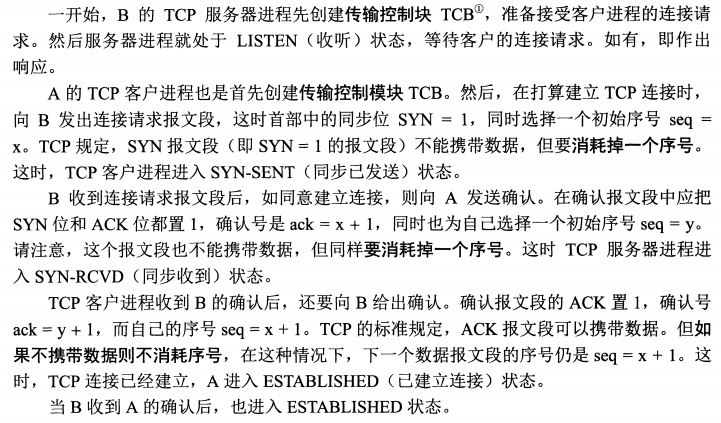 一开始，B 的 TCP 服务器进程先创建传输控制块 TCB①，准备接受客户进程的连接请
求。然后服务器进程就处于 LISTEN（收听）状态，等待客户的连接请求。如有，即作出
响应。
A 的 TCP 客户进程也是首先创建传输控制模块 TCB。然后，在打算建立 TCP 连接时，
向 B 发出连接请求报文段，这时首部中的同步位 SYN = 1，同时选择一个初始序号 seq =
x。TCP 规定，SYN 报文段（即 SYN = 1 的报文段）不能携带数据，但要消耗掉一个序号。
这时，TCP 客户进程进入 SYN-SENT（同步已发送）状态。
B 收到连接请求报文段后，如同意建立连接，则向 A 发送确认。在确认报文段中应把
SYN 位和 ACK 位都置 1，确认号是 ack = x + 1，同时也为自己选择一个初始序号 seq = y。
请注意，这个报文段也不能携带数据，但同样要消耗掉一个序号。这时 TCP 服务器进程进
入 SYN-RCVD（同步收到）状态。
TCP 客户进程收到 B 的确认后，还要向 B 给出确认。确认报文段的 ACK 置 1，确认号
ack = y + 1，而自己的序号 seq = x + 1。TCP 的标准规定，ACK 报文段可以携带数据。但如
果不携带数据则不消耗序号，在这种情况下，下一个数据报文段的序号仍是 seq = x + 1。这
时，TCP 连接已经建立，A 进入 ESTABLISHED（已建立连接）状态。
当 B 收到 A 的确认后，也进入 ESTABLISHED 状态。